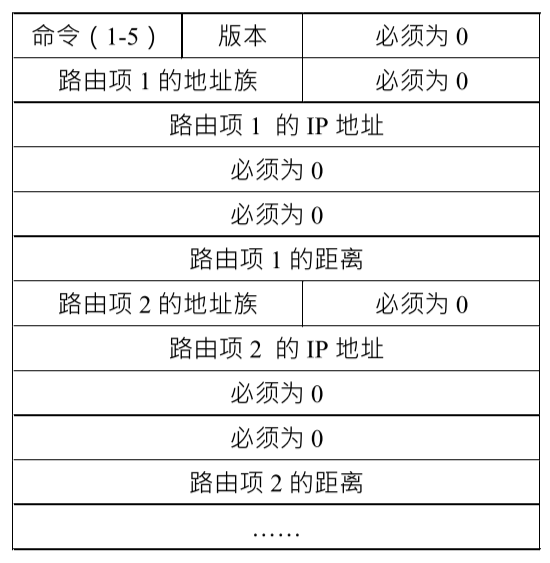 命令（1-5） 版本 必须为 0
路由项 1 的地址族 必须为 0
路由项 1 的 IP 地址
必须为 0
必须为 0
路由项 1 的距离
路由项 2 的地址族 必须为 0
路由项 2 的 IP 地址
必须为 0
必须为 0
路由项 2 的距离
……